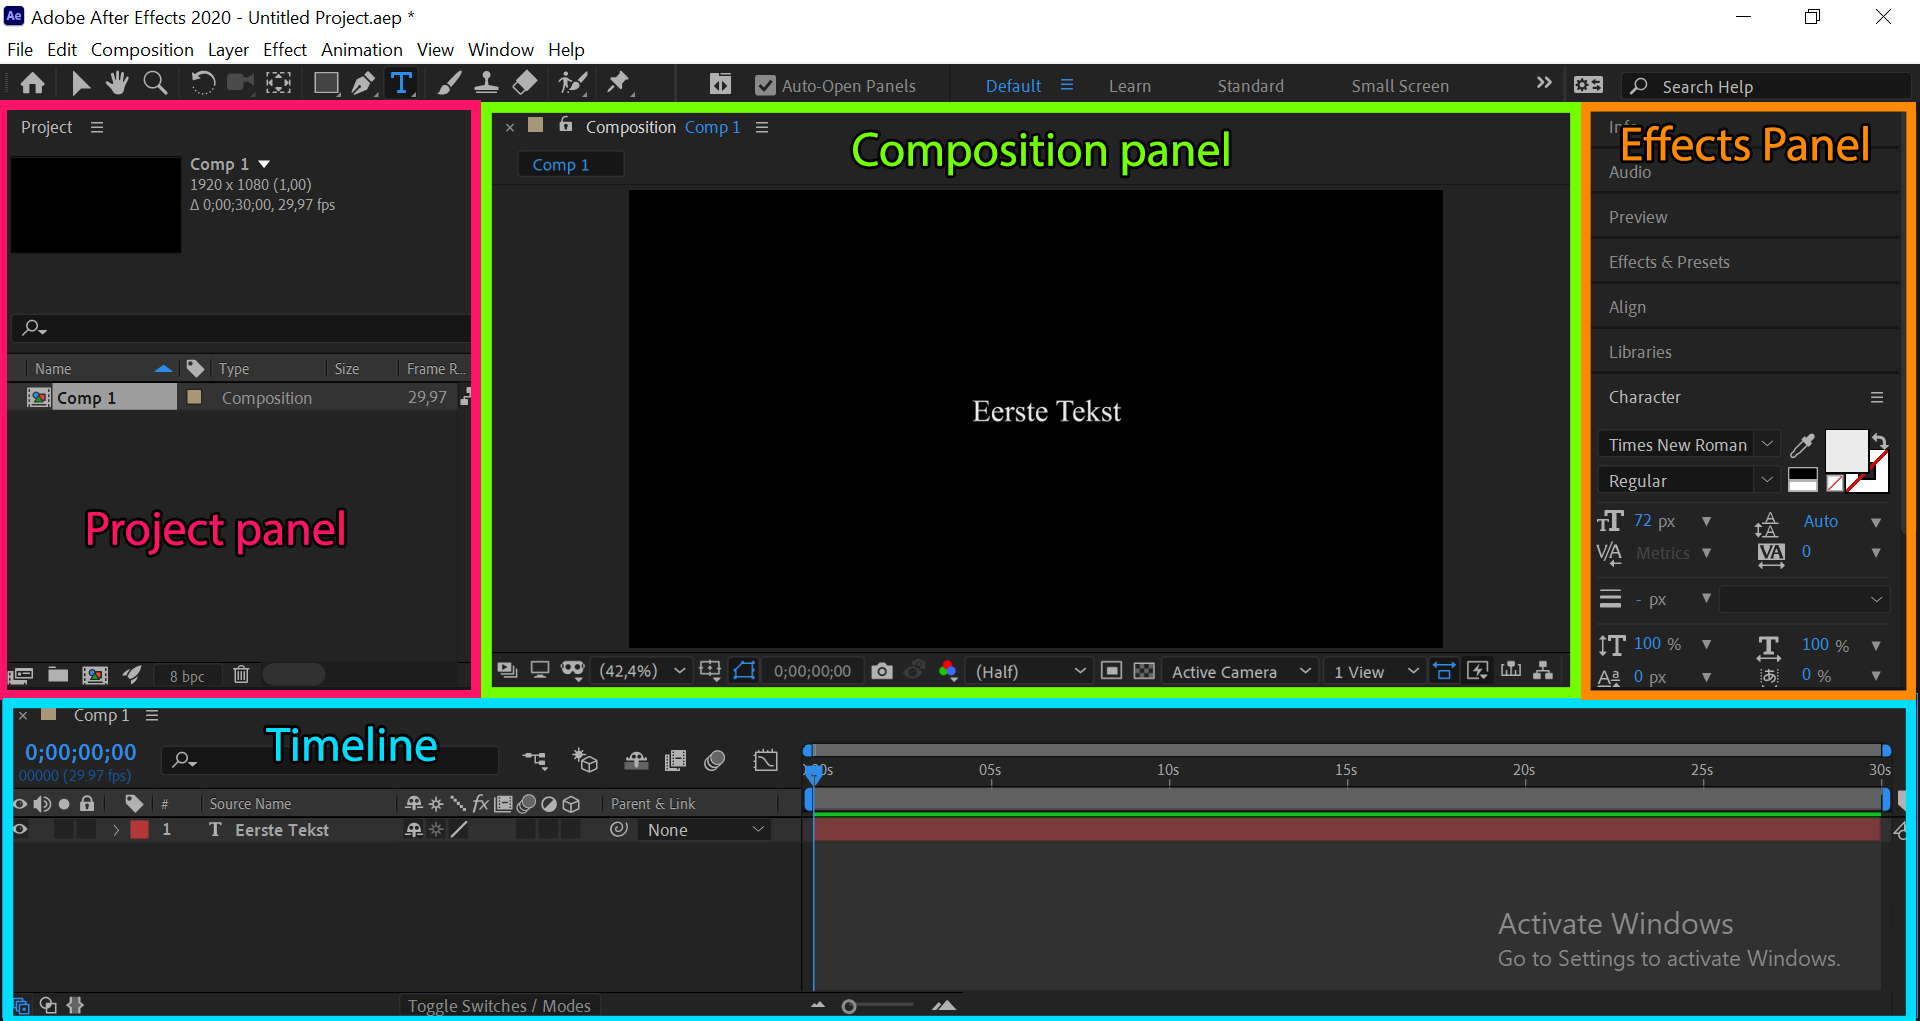 Ae Adobe After Effects 2020 - Untitled Project.aep *
File Edit Composition Layer Effect Animation View Window Help
T Auto-Open Panels Default Learn Standard Small Screen Search Help
Project
Comp 1
1920 x 1080 (1,00)
Δ 0;00;30;00, 29,97 fps
Name Type Size Frame R...
Comp 1 Composition 29,97
Project panel
8 bpc
Composition Comp 1
Composition panel
Comp 1
Eerste Tekst
(42,4%) 0;00;00;00 (Half) Active Camera 1 View
Effects Panel
Audio
Preview
Effects & Presets
Align
Libraries
Character
Times New Roman
Regular
72 px Auto
Metrics 0
- px
100 % 100 %
0 px 0 %
Comp 1
Timeline
0;00;00;00
00000 (29.97 fps)
05s 10s 15s 20s 25s 30s
# Source Name fx Parent & Link
1 T Eerste Tekst None
Activate Windows
Go to Settings to activate Windows.
Toggle Switches / Modes